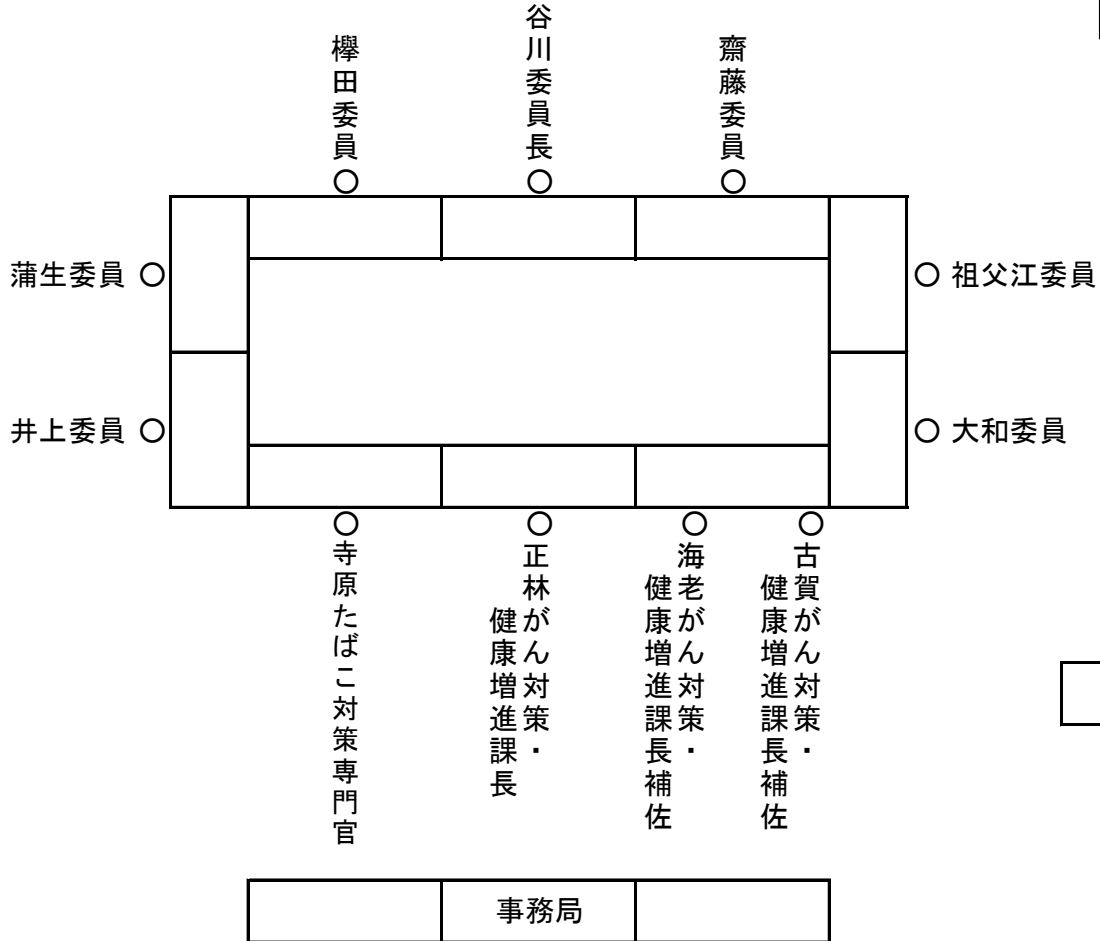 欅田委員
谷川委員長
齋藤委員
蒲生委員
祖父江委員
井上委員
大和委員
寺原たばこ対策専門官
正林がん対策・
健康増進課長
海老がん対策・
健康増進課長補佐
古賀がん対策・
健康増進課長補佐
事務局